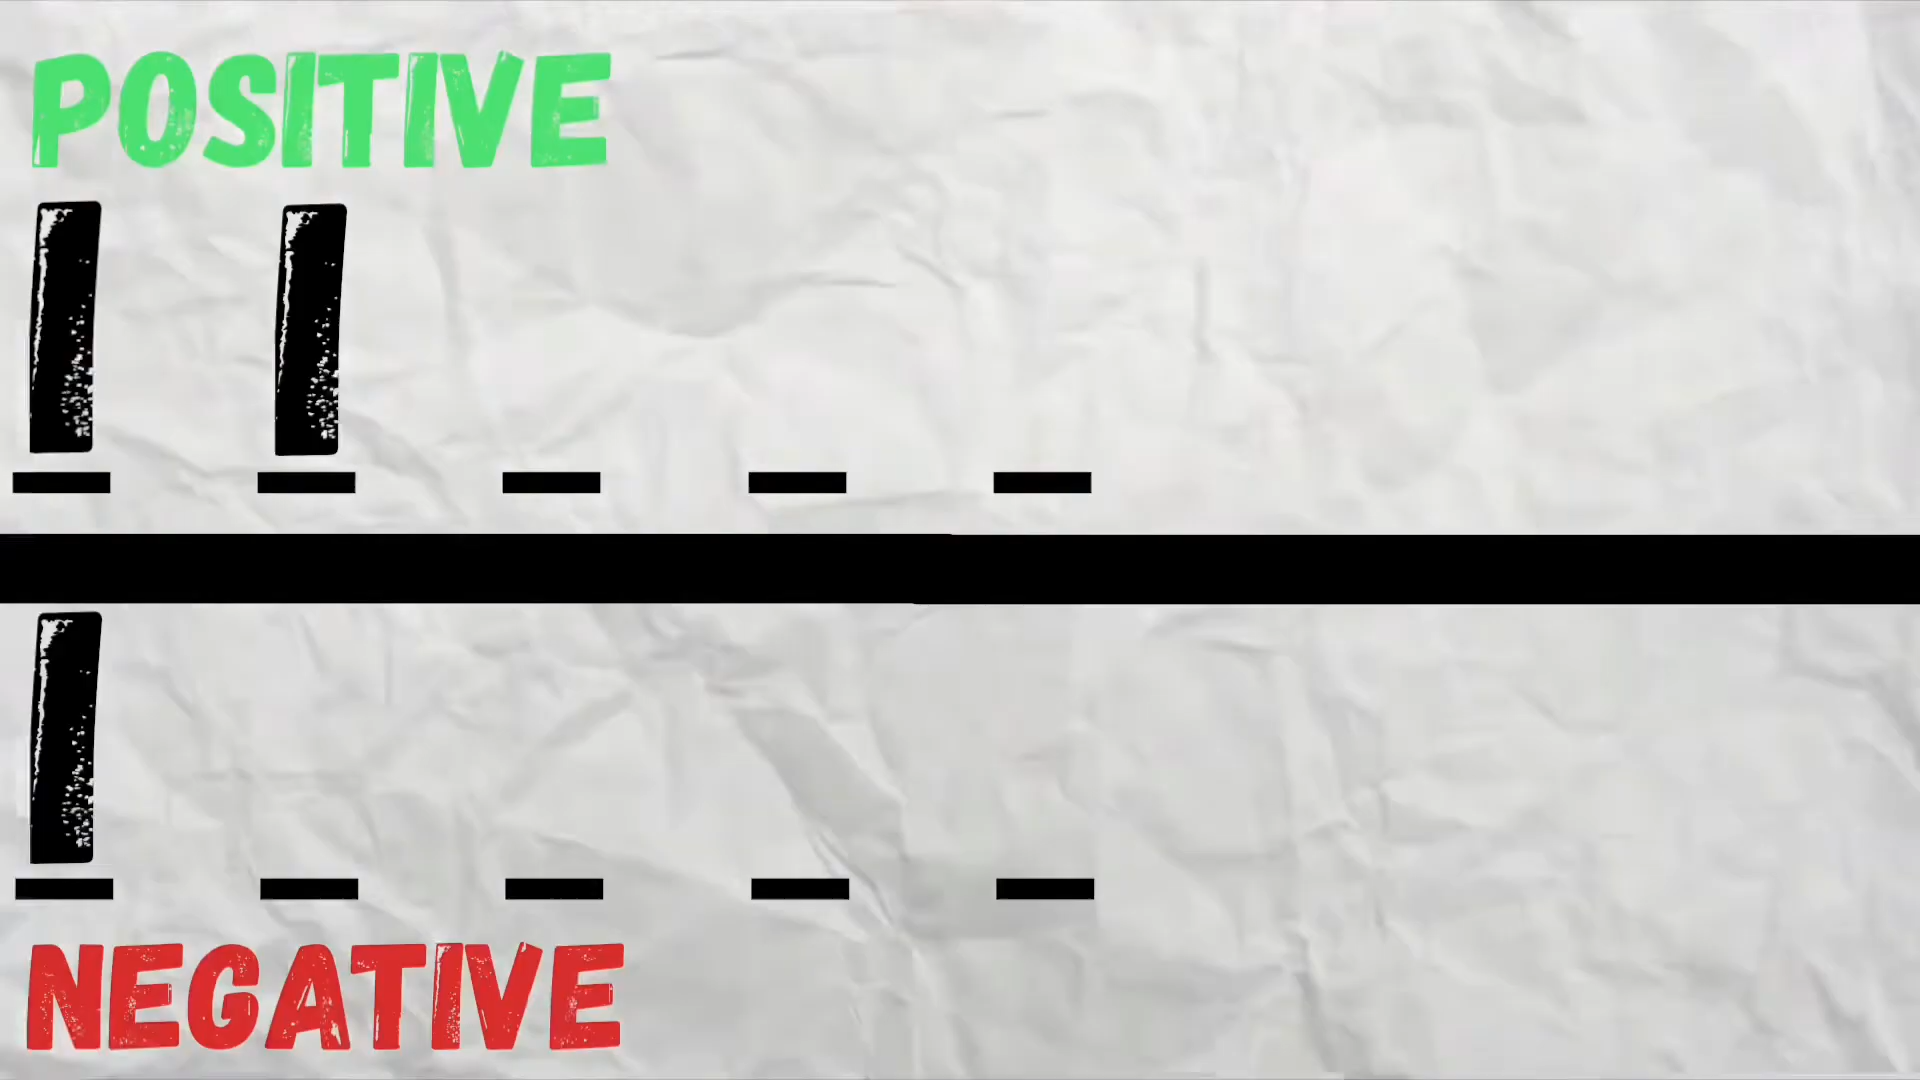 POSITIVE
I I _ _ _
I _ _ _ _
NEGATIVE